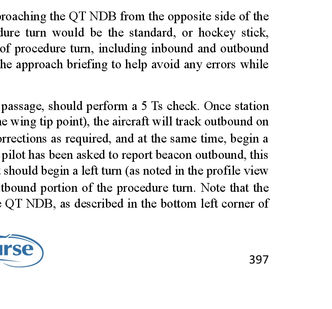 roaching the QT NDB from the opposite side of the
dure turn would be the standard, or hockey stick,
of procedure turn, including inbound and outbound
he approach briefing to help avoid any errors while
passage, should perform a 5 Ts check. Once station
e wing tip point), the aircraft will track outbound on
orrections as required, and at the same time, begin a
pilot has been asked to report beacon outbound, this
should begin a left turn (as noted in the profile view
tbound portion of the procedure turn. Note that the
e QT NDB, as described in the bottom left corner of
urse
397